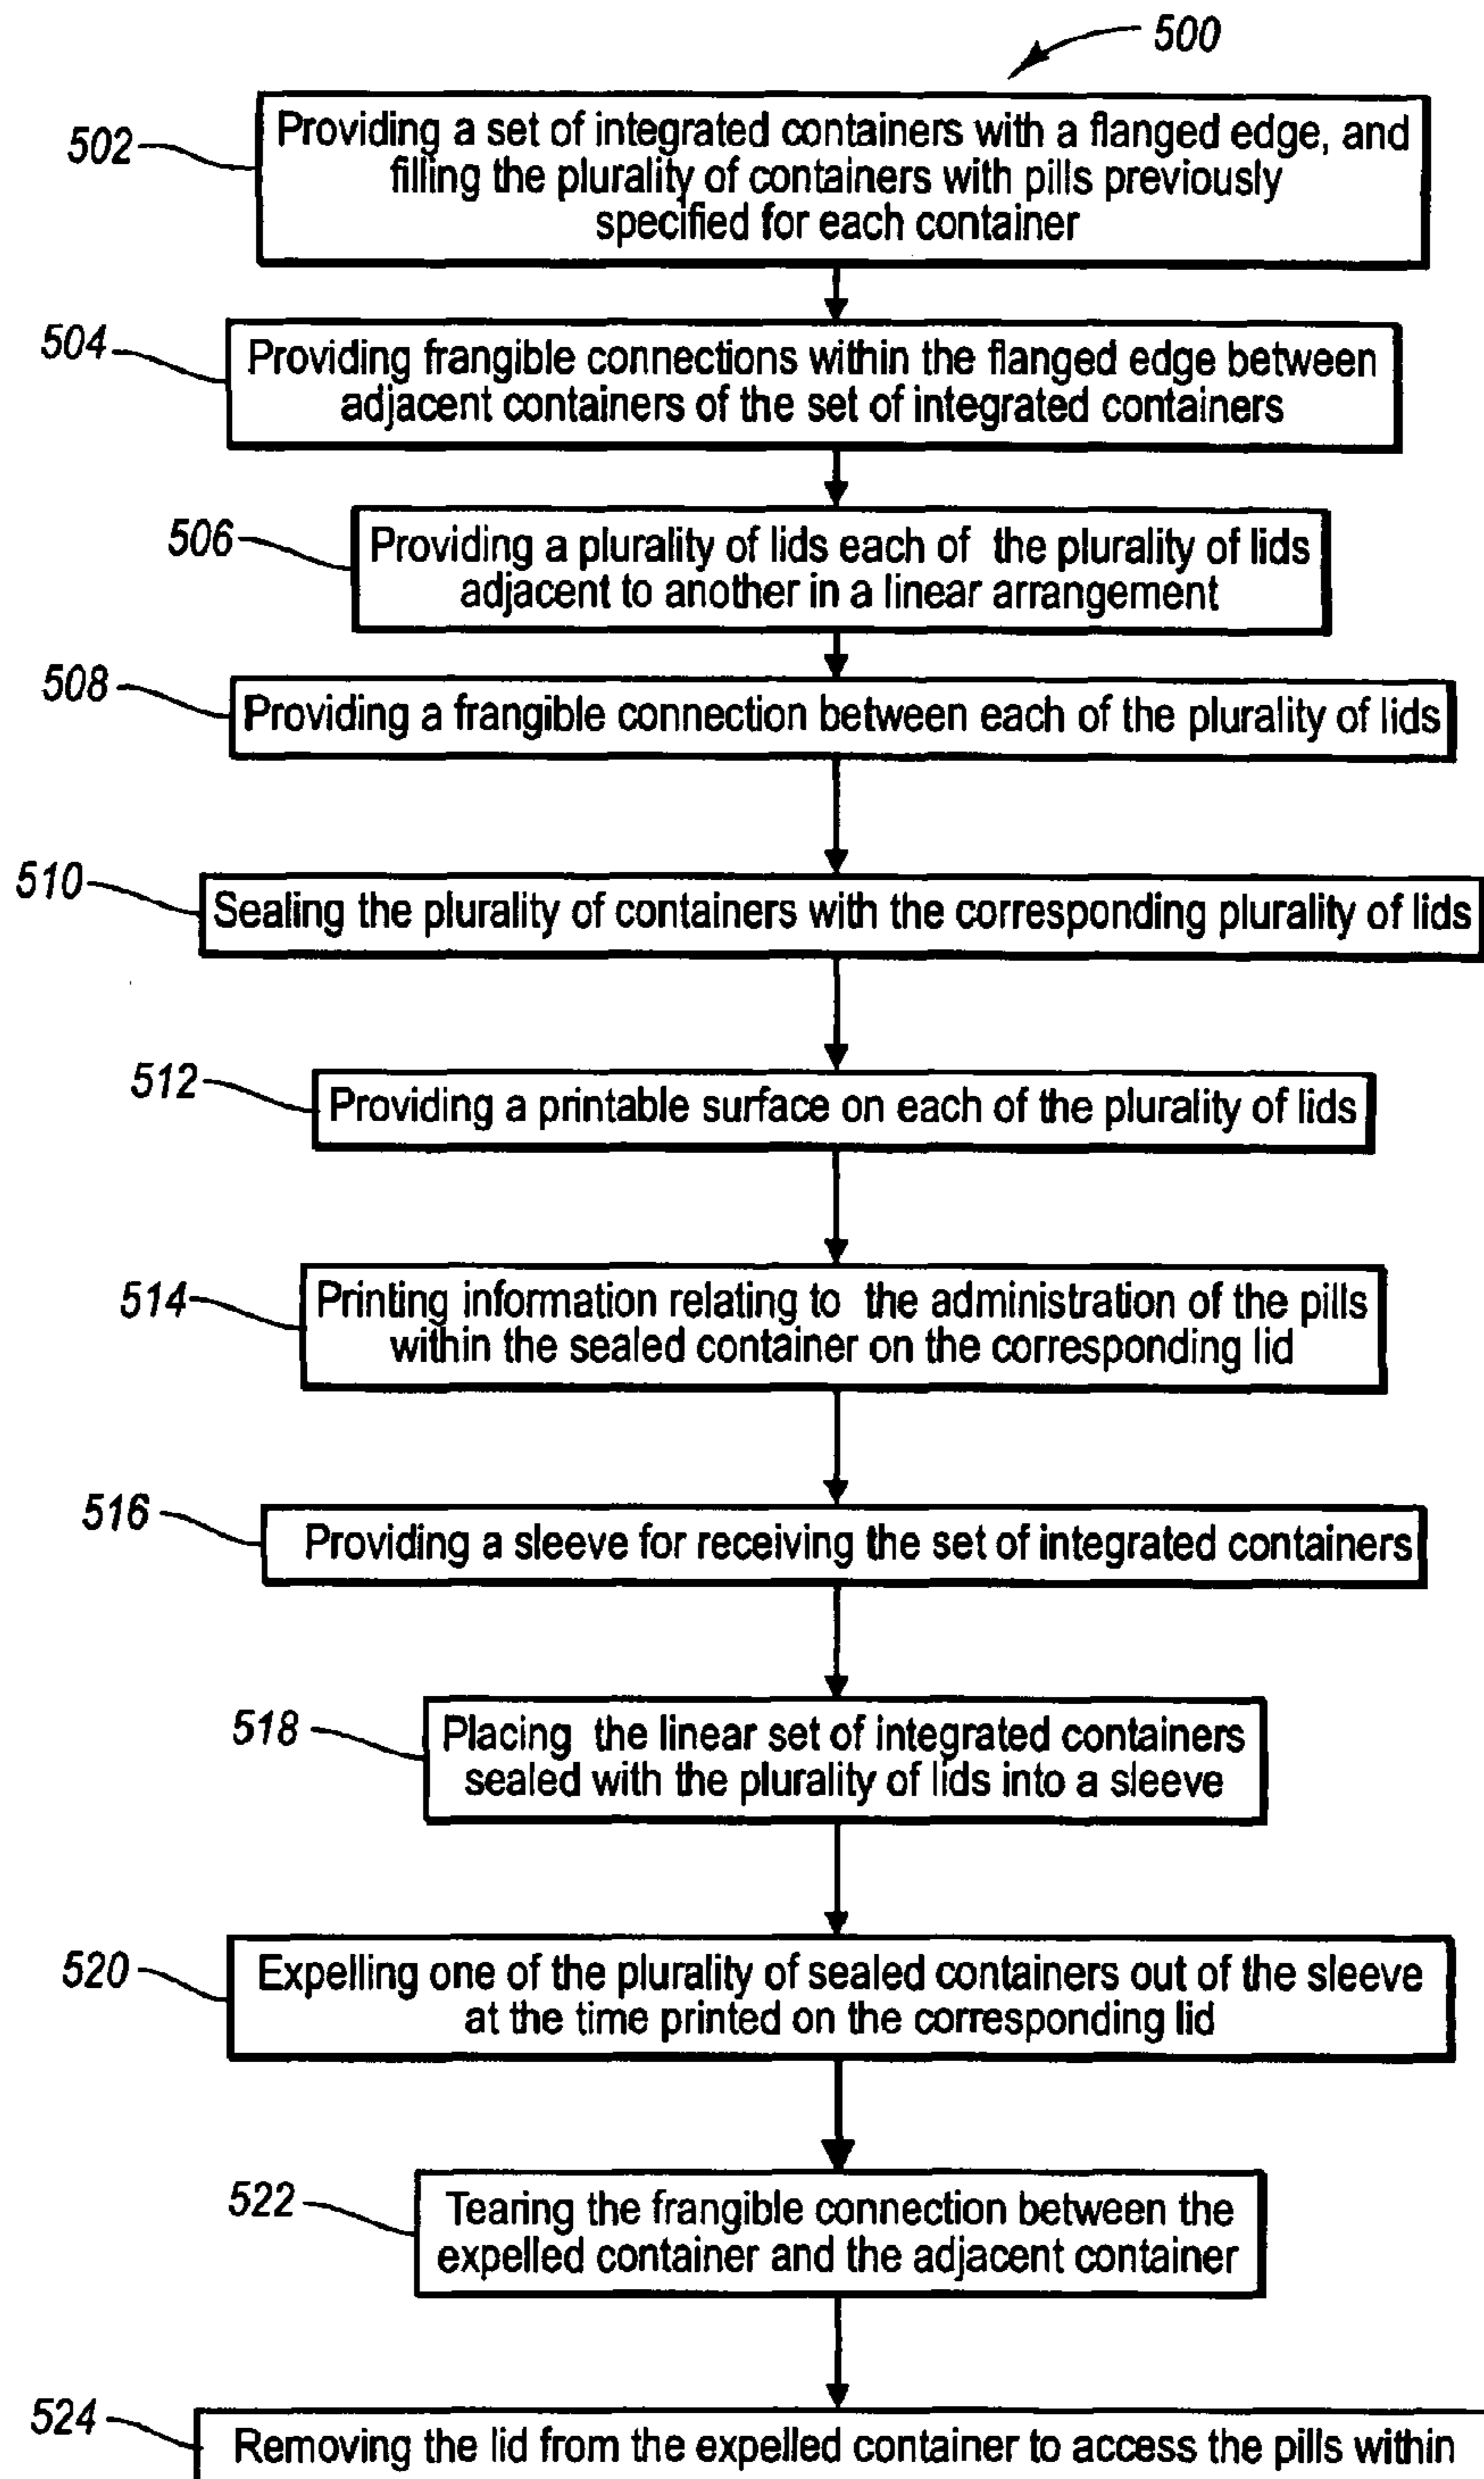 500
502
Providing a set of integrated containers with a flanged edge, and
filling the plurality of containers with pills previously
specified for each container
504
Providing frangible connections within the flanged edge between
adjacent containers of the set of integrated containers
506
Providing a plurality of lids each of the plurality of lids
adjacent to another in a linear arrangement
508
Providing a frangible connection between each of the plurality of lids
510
Sealing the plurality of containers with the corresponding plurality of lids
512
Providing a printable surface on each of the plurality of lids
514
Printing information relating to the administration of the pills
within the sealed container on the corresponding lid
516
Providing a sleeve for receiving the set of integrated containers
518
Placing the linear set of integrated containers
sealed with the plurality of lids into a sleeve
520
Expelling one of the plurality of sealed containers out of the sleeve
at the time printed on the corresponding lid
522
Tearing the frangible connection between the
expelled container and the adjacent container
524
Removing the lid from the expelled container to access the pills within